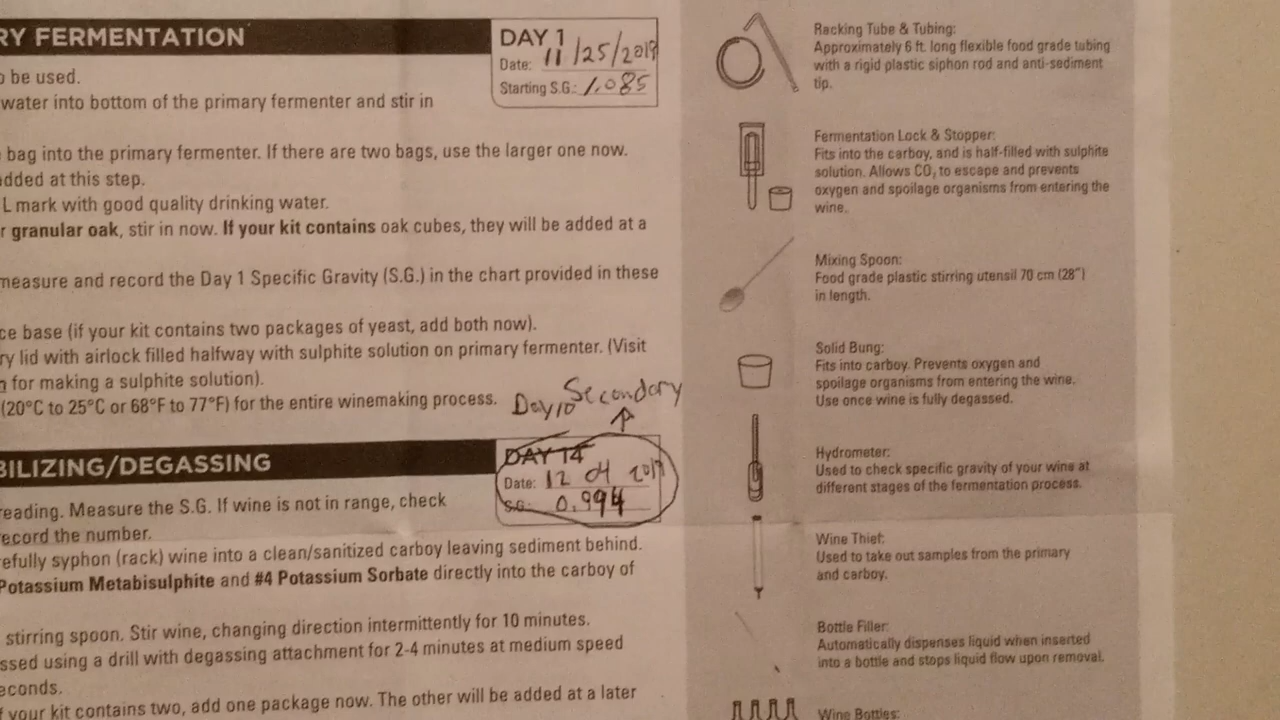 RY FERMENTATION
DAY 1
Date: 11/25/2019
Starting S.G.: 1.085
o be used.
water into bottom of the primary fermenter and stir in
bag into the primary fermenter. If there are two bags, use the larger one now.
dded at this step.
L mark with good quality drinking water.
r granular oak, stir in now. If your kit contains oak cubes, they will be added at a
measure and record the Day 1 Specific Gravity (S.G.) in the chart provided in these
ce base (if your kit contains two packages of yeast, add both now).
ry lid with airlock filled halfway with sulphite solution on primary fermenter. (Visit
for making a sulphite solution).
(20°C to 25°C or 68°F to 77°F) for the entire winemaking process.
Day 10 Secondary
BILIZING/DEGASSING
DAY 14
Date: 12 04 2019
S.G.: 0.994
reading. Measure the S.G. If wine is not in range, check
ecord the number.
efully syphon (rack) wine into a clean/sanitized carboy leaving sediment behind.
Potassium Metabisulphite and #4 Potassium Sorbate directly into the carboy of
stirring spoon. Stir wine, changing direction intermittently for 10 minutes.
ssed using a drill with degassing attachment for 2-4 minutes at medium speed
econds.
f your kit contains two, add one package now. The other will be added at a later
Racking Tube & Tubing:
Approximately 6 ft. long flexible food grade tubing
with a rigid plastic siphon rod and anti-sediment
tip.
Fermentation Lock & Stopper:
Fits into the carboy, and is half-filled with sulphite
solution. Allows CO₂ to escape and prevents
oxygen and spoilage organisms from entering the
wine.
Mixing Spoon:
Food grade plastic stirring utensil 70 cm (28")
in length.
Solid Bung:
Fits into carboy. Prevents oxygen and
spoilage organisms from entering the wine.
Use once wine is fully degassed.
Hydrometer:
Used to check specific gravity of your wine at
different stages of the fermentation process.
Wine Thief:
Used to take out samples from the primary
and carboy.
Bottle Filler:
Automatically dispenses liquid when inserted
into a bottle and stops liquid flow upon removal.
Wine Bottles: